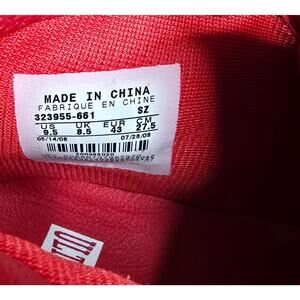 MADE IN CHINA
FABRIQUE EN CHINE
323955-661 SZ
US UK EUR CM
9.5 8.5 43 27.5
05/14/08 07/28/08